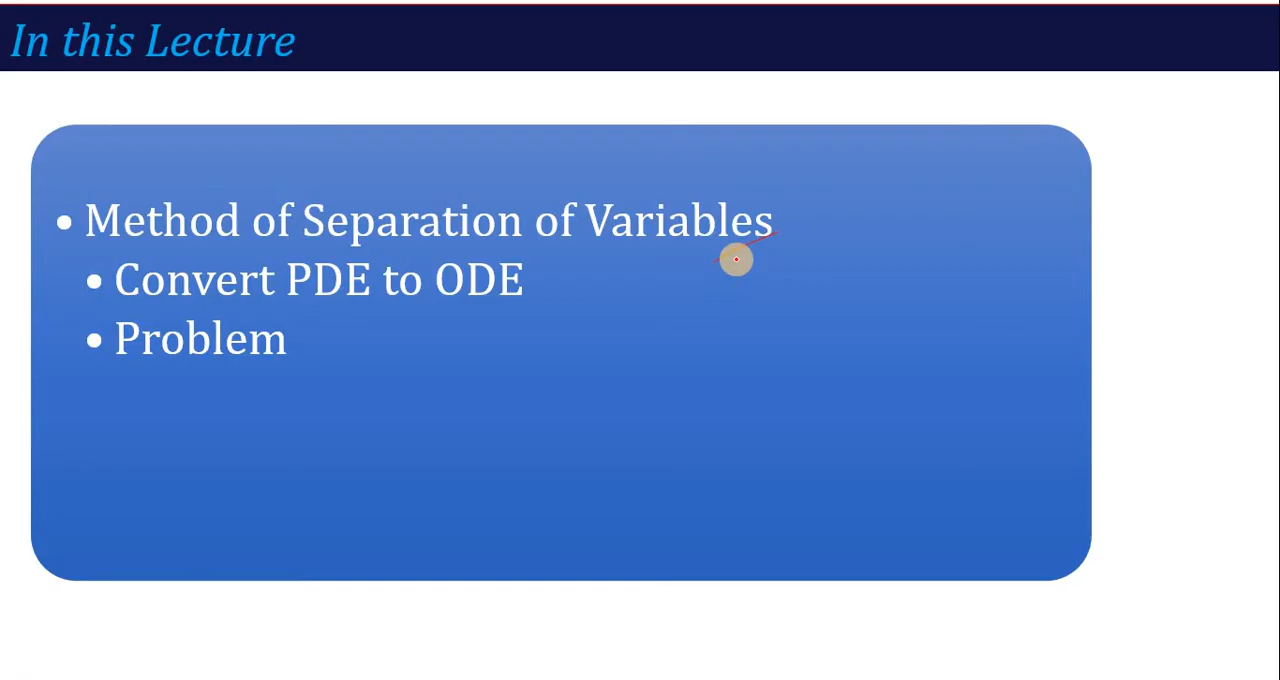 In this Lecture
• Method of Separation of Variables
• Convert PDE to ODE
• Problem